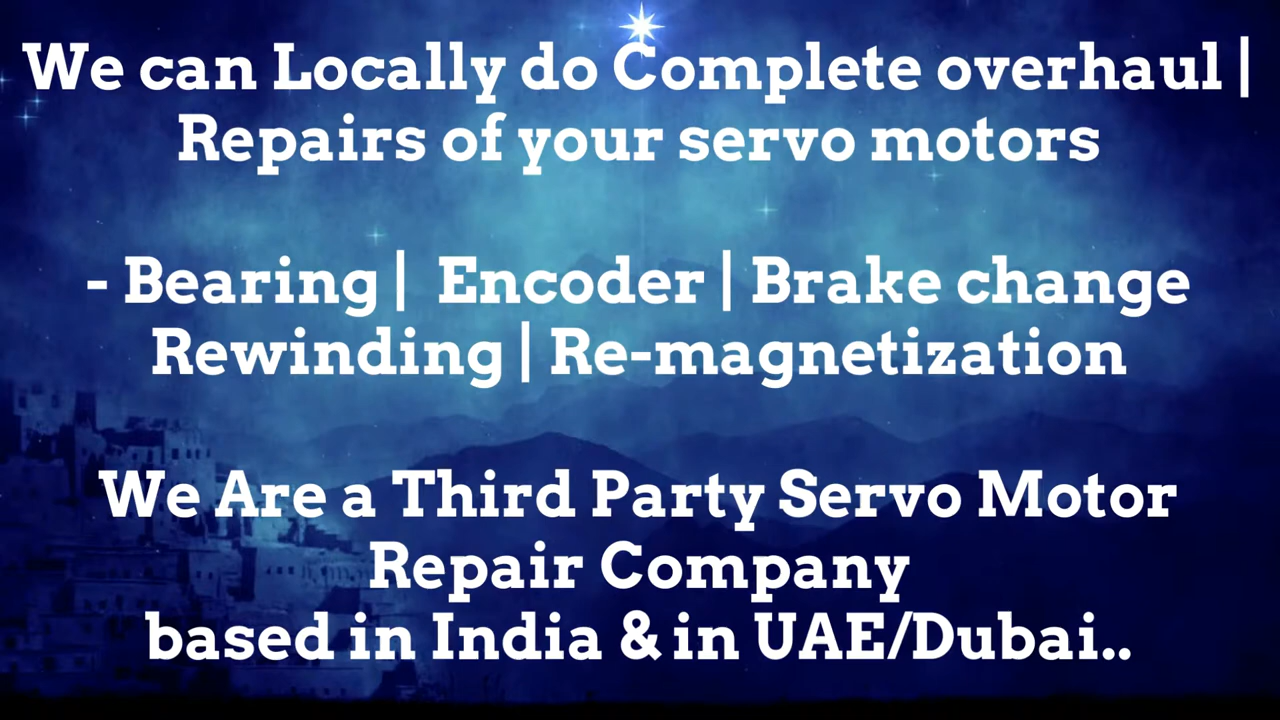 We can Locally do Complete overhaul |
Repairs of your servo motors
- Bearing | Encoder | Brake change
Rewinding | Re-magnetization
We Are a Third Party Servo Motor
Repair Company
based in India & in UAE/Dubai..